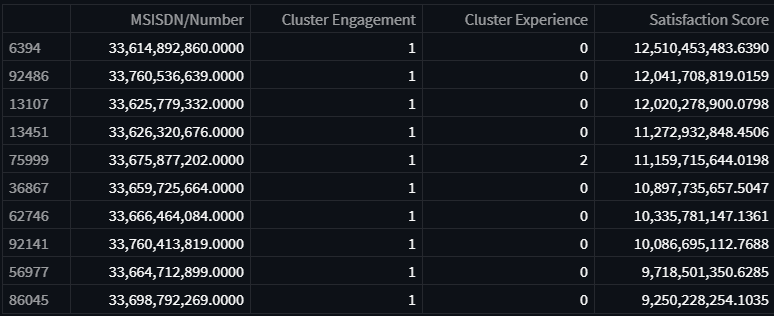 MSISDN/Number Cluster Engagement Cluster Experience Satisfaction Score
6394 33,614,892,860.0000 1 0 12,510,453,483.6390
92486 33,760,536,639.0000 1 0 12,041,708,819.0159
13107 33,625,779,332.0000 1 0 12,020,278,900.0798
13451 33,626,320,676.0000 1 0 11,272,932,848.4506
75999 33,675,877,202.0000 1 2 11,159,715,644.0198
36867 33,659,725,664.0000 1 0 10,897,735,657.5047
62746 33,666,464,084.0000 1 0 10,335,781,147.1361
92141 33,760,413,819.0000 1 0 10,086,695,112.7688
56977 33,664,712,899.0000 1 0 9,718,501,350.6285
86045 33,698,792,269.0000 1 0 9,250,228,254.1035